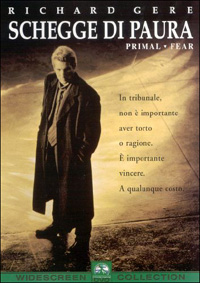 RICHARD GERE
SCHEGGE DI PAURA
PRIMAL • FEAR
In tribunale,
non è importante
aver torto
o ragione.
È importante
vincere.
A qualunque costo.
WIDESCREEN COLLECTION